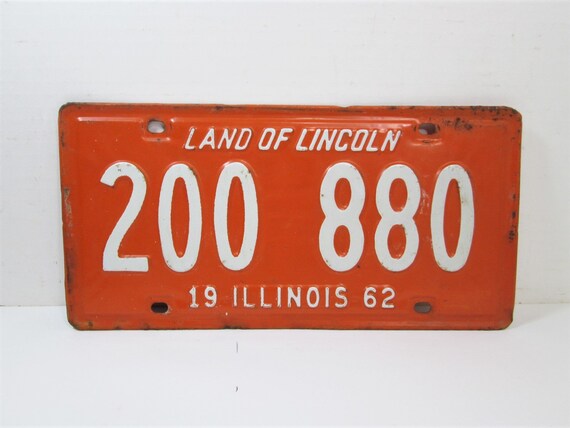 LAND OF LINCOLN
200 880
19 ILLINOIS 62